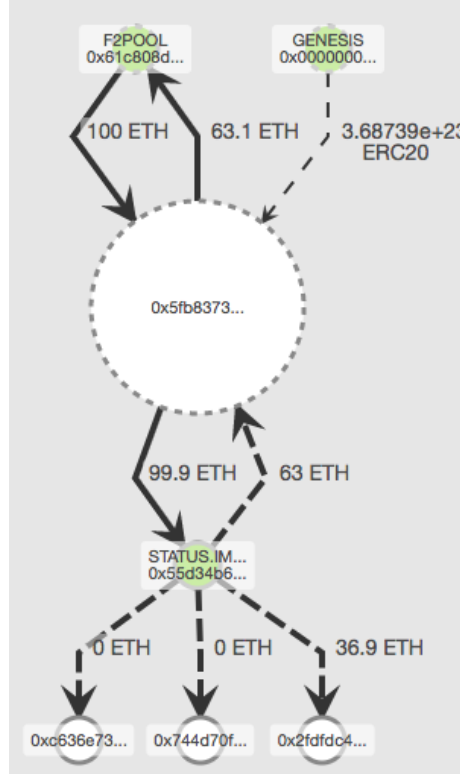 F2POOL
0x61c808d...
GENESIS
0x0000000...
100 ETH
63.1 ETH
3.68739e+23
ERC20
0x5fb8373...
99.9 ETH
63 ETH
STATUS.IM...
0x55d34b6...
0 ETH
0 ETH
36.9 ETH
0xc636e73...
0x744d70f...
0x2fdfdc4...